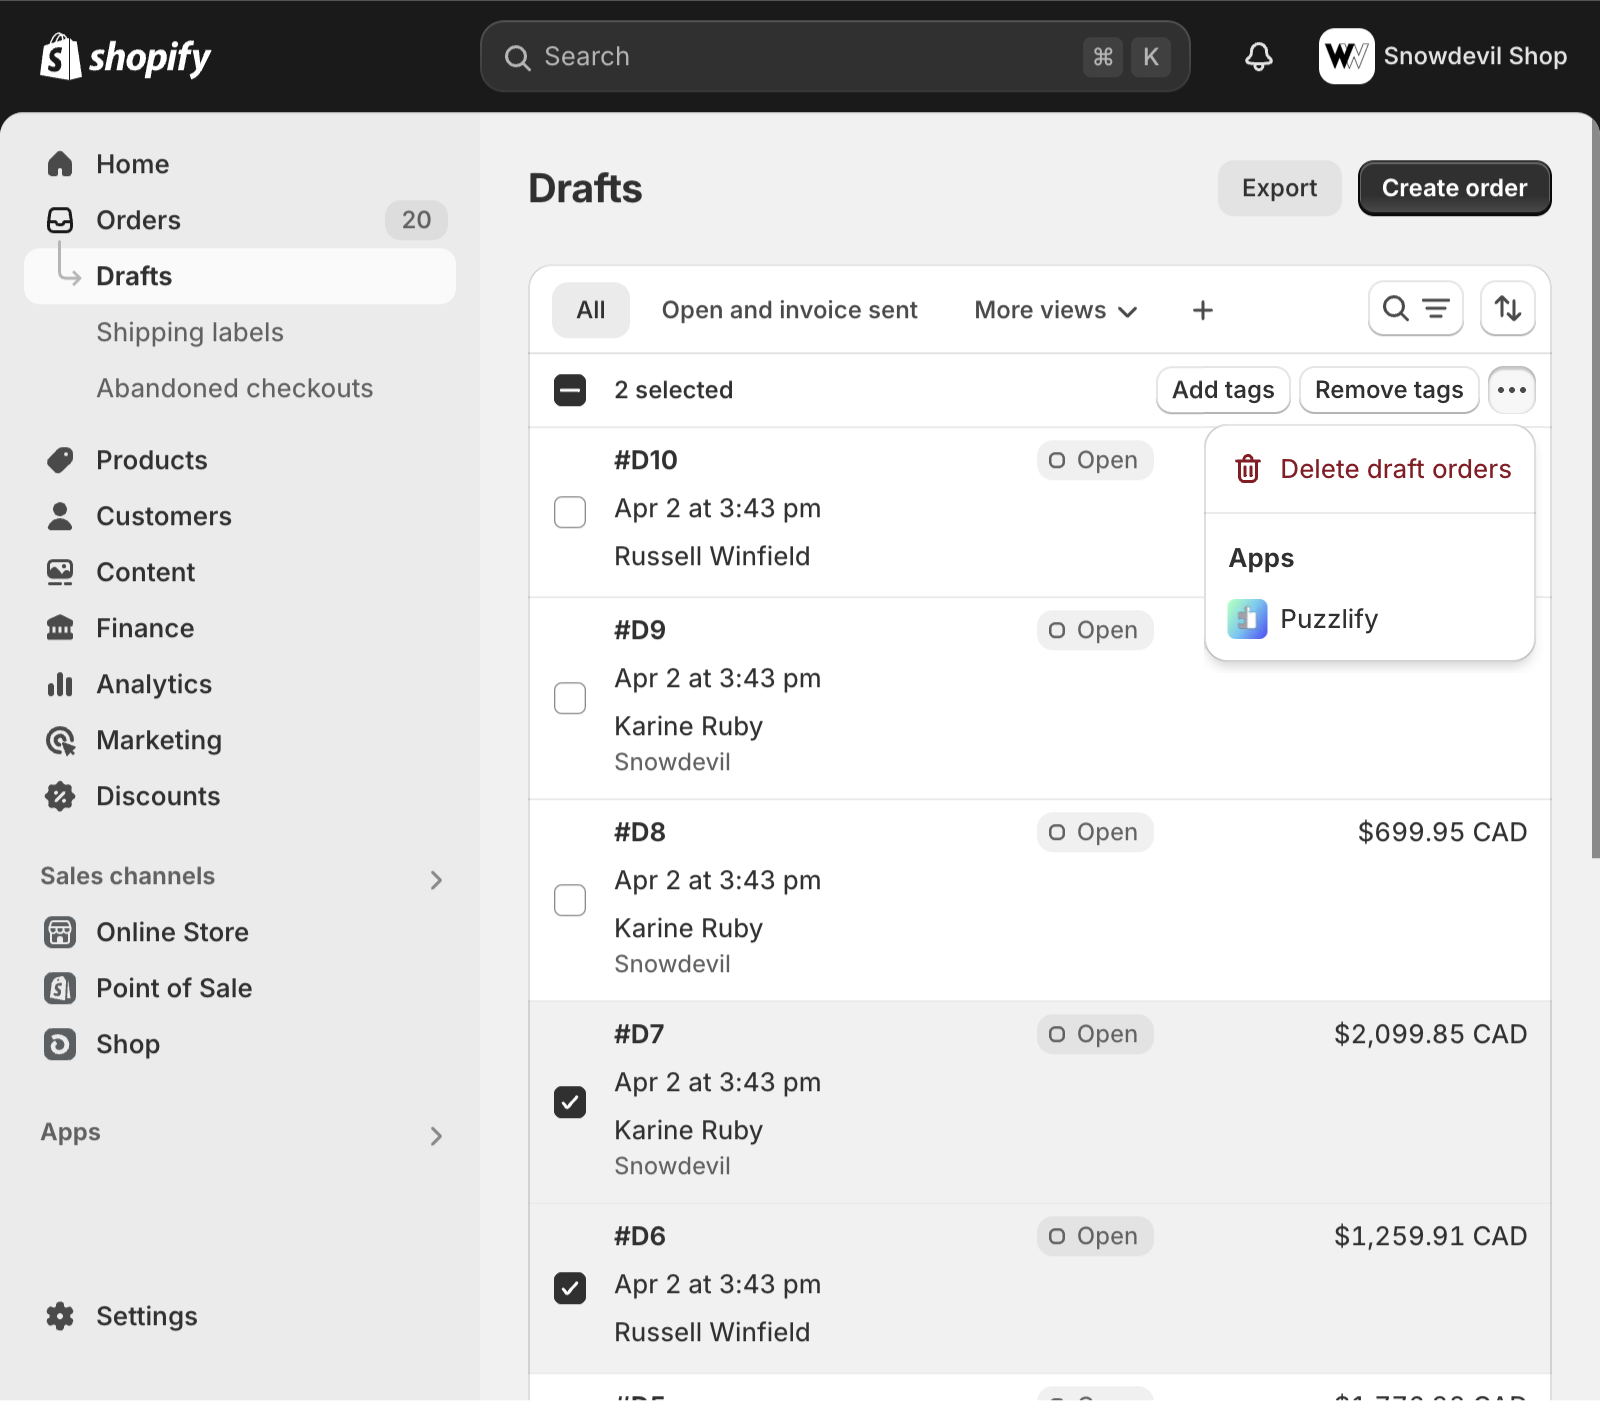 shopify
Search
⌘ K
Snowdevil Shop
Home
Orders 20
Drafts
Shipping labels
Abandoned checkouts
Products
Customers
Content
Finance
Analytics
Marketing
Discounts
Sales channels
Online Store
Point of Sale
Shop
Apps
Settings
Drafts
Export
Create order
All
Open and invoice sent
More views
2 selected
Add tags
Remove tags
Delete draft orders
Apps
Puzzlify
#D10 Open
Apr 2 at 3:43 pm
Russell Winfield
#D9 Open
Apr 2 at 3:43 pm
Karine Ruby
Snowdevil
#D8 Open $699.95 CAD
Apr 2 at 3:43 pm
Karine Ruby
Snowdevil
#D7 Open $2,099.85 CAD
Apr 2 at 3:43 pm
Karine Ruby
Snowdevil
#D6 Open $1,259.91 CAD
Apr 2 at 3:43 pm
Russell Winfield